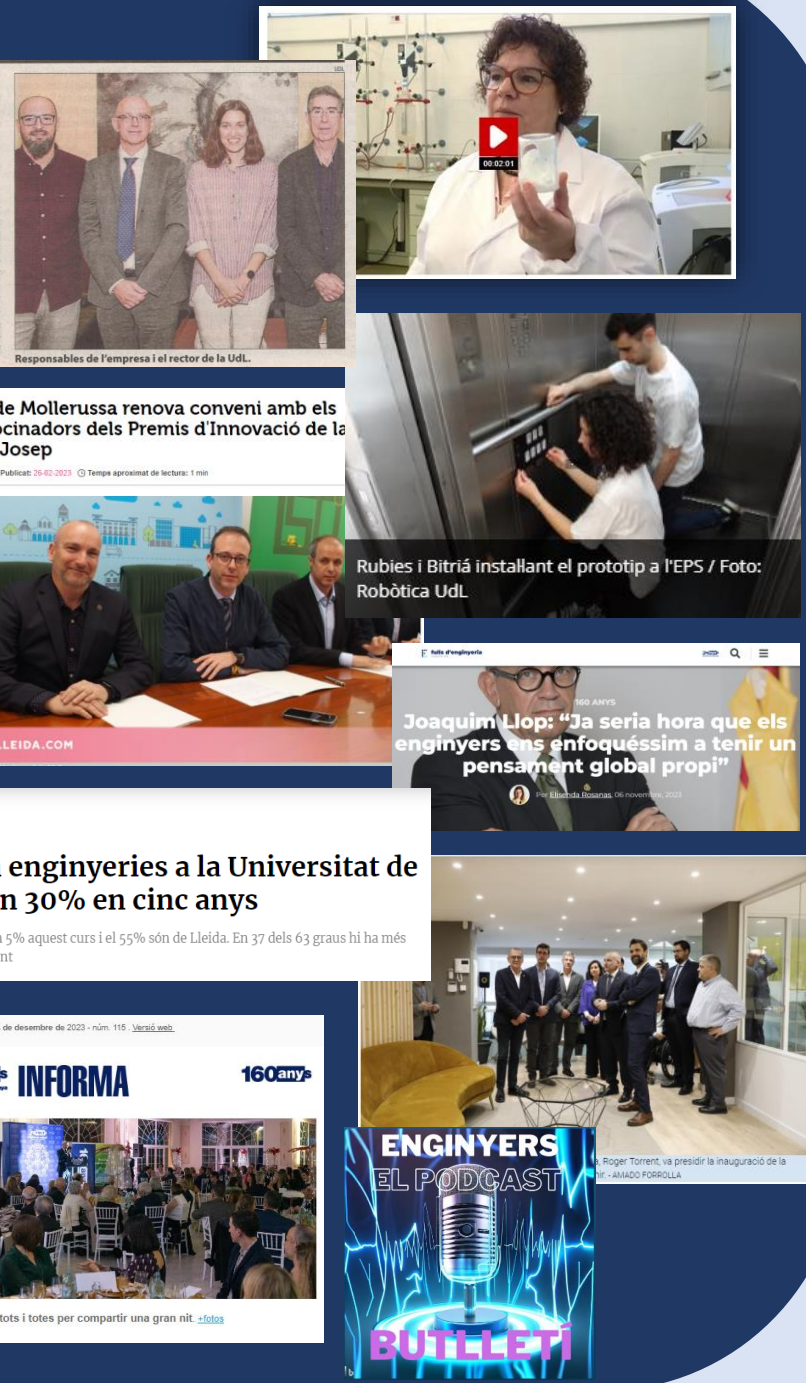 UdL
00:02:01
Responsables de l'empresa i el rector de la UdL.
de Mollerussa renova conveni amb els
ocinadors dels Premis d'Innovació de la
Josep
Publicat: 26-02-2023 Temps aproximat de lectura: 1 min
Rubies i Bitriá instal·lant el prototip a l'EPS / Foto:
Robòtica UdL
LLEIDA.COM
fulls d'enginyeria
160 ANYS
Joaquim Llop: “Ja seria hora que els
enginyers ens enfoquéssim a tenir un
pensament global propi”
Per Elisenda Rosanas, 06 novembre, 2023
enginyeries a la Universitat de
n 30% en cinc anys
5% aquest curs i el 55% són de Lleida. En 37 dels 63 graus hi ha més
nt
de desembre de 2023 - núm. 115 . Versió web
INFORMA
160anys
tots i totes per compartir una gran nit. +fotos
a, Roger Torrent, va presidir la inauguració de la
nir. - AMADO FORROLLA
ENGINYERS
EL PODCAST
BUTLLETÍ